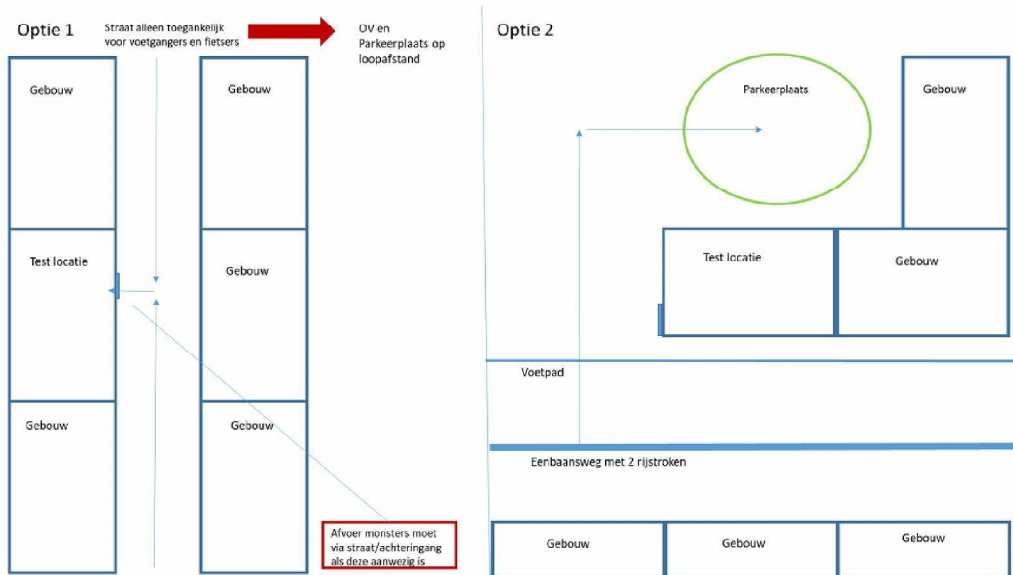 Optie 1
Straat alleen toegankelijk
voor voetgangers en fietsers
OV en
Parkeerplaats op
loopafstand
Gebouw
Gebouw
Test locatie
Gebouw
Gebouw
Gebouw
Afvoer monsters moet
via straat/achteringang
als deze aanwezig is
Optie 2
Parkeerplaats
Gebouw
Test locatie
Gebouw
Voetpad
Eenbaansweg met 2 rijstroken
Gebouw
Gebouw
Gebouw